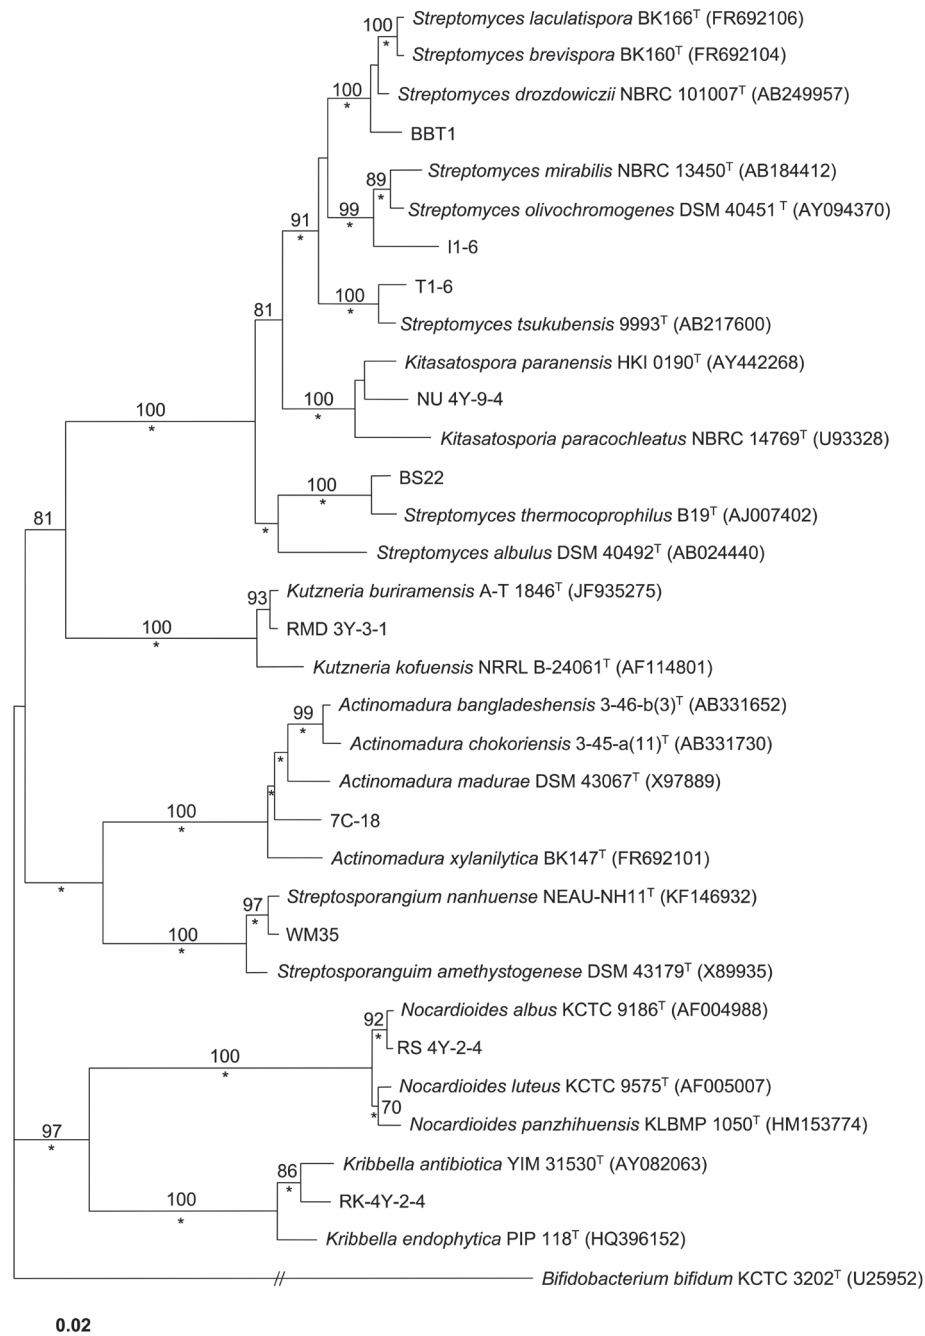 Streptomyces laculatispora BK166ᵀ (FR692106)
100
*
Streptomyces brevispora BK160ᵀ (FR692104)
100
*
Streptomyces drozdowiczii NBRC 101007ᵀ (AB249957)
BBT1
Streptomyces mirabilis NBRC 13450ᵀ (AB184412)
89
*
99
*
Streptomyces olivochromogenes DSM 40451 ᵀ (AY094370)
91
*
I1-6
T1-6
100
*
81
Streptomyces tsukubensis 9993ᵀ (AB217600)
Kitasatospora paranensis HKI 0190ᵀ (AY442268)
100
*
NU 4Y-9-4
100
*
Kitasatosporia paracochleatus NBRC 14769ᵀ (U93328)
BS22
100
*
Streptomyces thermocoprophilus B19ᵀ (AJ007402)
81
*
Streptomyces albulus DSM 40492ᵀ (AB024440)
Kutzneria buriramensis A-T 1846ᵀ (JF935275)
93
100
*
RMD 3Y-3-1
Kutzneria kofuensis NRRL B-24061ᵀ (AF114801)
Actinomadura bangladeshensis 3-46-b(3)ᵀ (AB331652)
99
*
Actinomadura chokoriensis 3-45-a(11)ᵀ (AB331730)
*
Actinomadura madurae DSM 43067ᵀ (X97889)
*
100
*
7C-18
Actinomadura xylanilytica BK147ᵀ (FR692101)
*
Streptosporangium nanhuense NEAU-NH11ᵀ (KF146932)
97
*
100
*
WM35
Streptosporanguim amethystogenese DSM 43179ᵀ (X89935)
Nocardioides albus KCTC 9186ᵀ (AF004988)
92
*
100
*
RS 4Y-2-4
Nocardioides luteus KCTC 9575ᵀ (AF005007)
70
*
97
*
Nocardioides panzhihuensis KLBMP 1050ᵀ (HM153774)
Kribbella antibiotica YIM 31530ᵀ (AY082063)
86
*
100
*
RK-4Y-2-4
Kribbella endophytica PIP 118ᵀ (HQ396152)
Bifidobacterium bifidum KCTC 3202ᵀ (U25952)
0.02